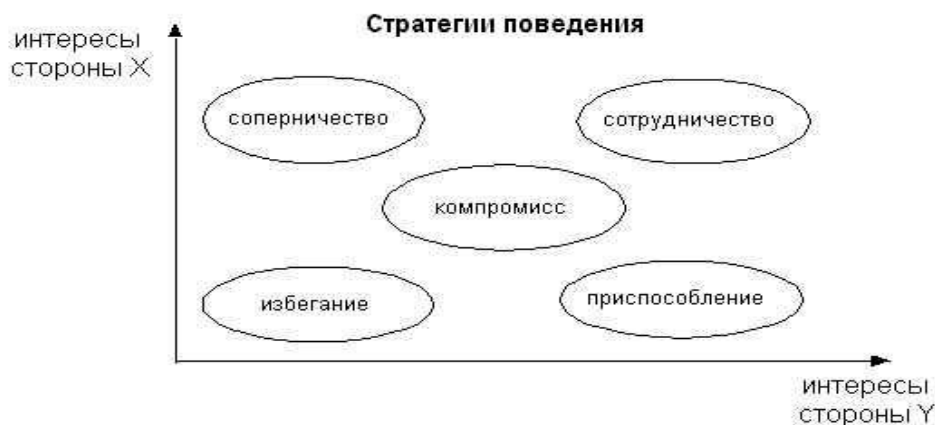 Стратегии поведения
интересы
стороны X
соперничество
сотрудничество
компромисс
избегание
приспособление
интересы
стороны Y